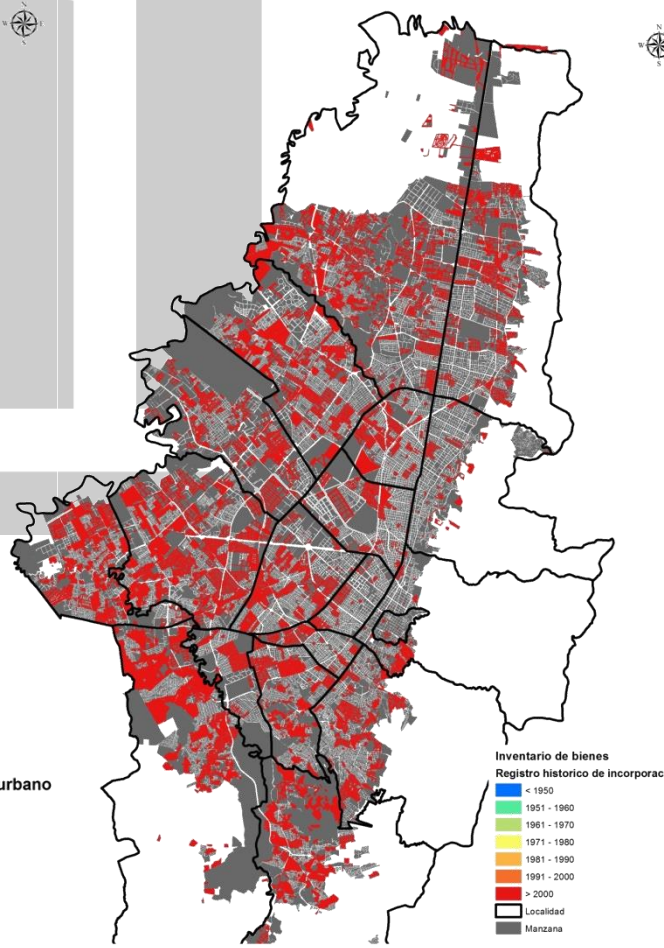 N
W E
S
N
W
S
urbano
Inventario de bienes
Registro historico de incorporac
< 1950
1951 - 1960
1961 - 1970
1971 - 1980
1981 - 1990
1991 - 2000
> 2000
Localidad
Manzana